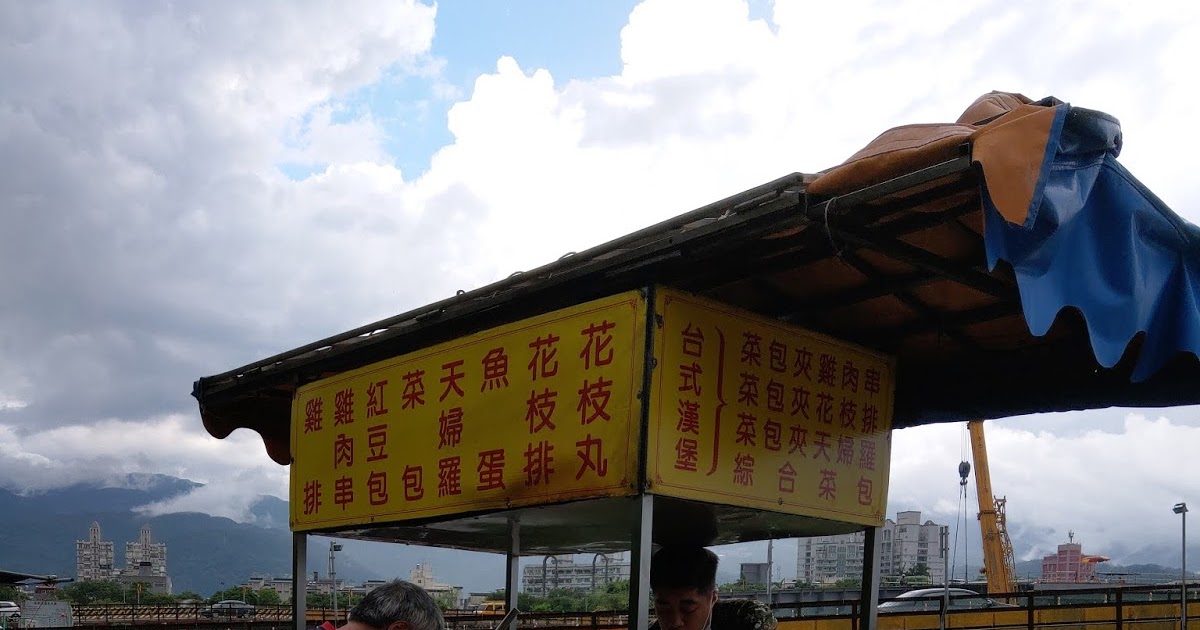 花枝丸
花枝排
魚蛋
天婦羅
菜包
紅豆包
雞肉串
雞排
台式漢堡
菜包夾雞肉串
菜包夾花枝排
菜包夾天婦羅
綜合菜包